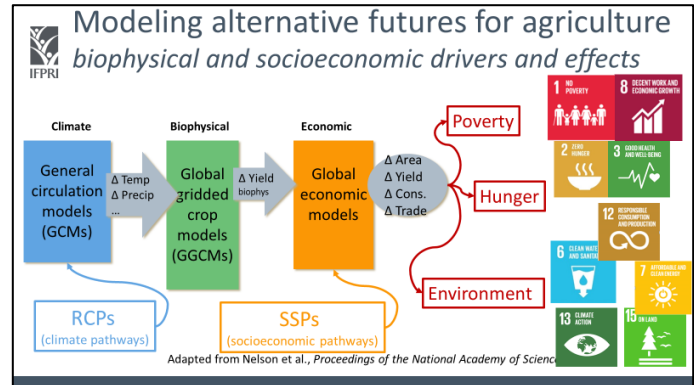 Modeling alternative futures for agriculture
biophysical and socioeconomic drivers and effects
IFPRI
Climate
Biophysical
Economic
General
circulation
models
(GCMs)
Δ Temp
Δ Precip
...
Global
gridded
crop
models
(GGCMs)
Δ Yield
biophys
Global
economic
models
Δ Area
Δ Yield
Δ Cons.
Δ Trade
Poverty
Hunger
Environment
RCPs
(climate pathways)
SSPs
(socioeconomic pathways)
1 NO
POVERTY
8 DECENT WORK AND
ECONOMIC GROWTH
2 ZERO
HUNGER
3 GOOD HEALTH
AND WELL-BEING
12 RESPONSIBLE
CONSUMPTION
AND PRODUCTION
6 CLEAN WATER
AND SANITA
7 AFFORDABLE AND
CLEAN ENERGY
13 CLIMATE
ACTION
15 ON LAND
Adapted from Nelson et al., Proceedings of the National Academy of Scienc